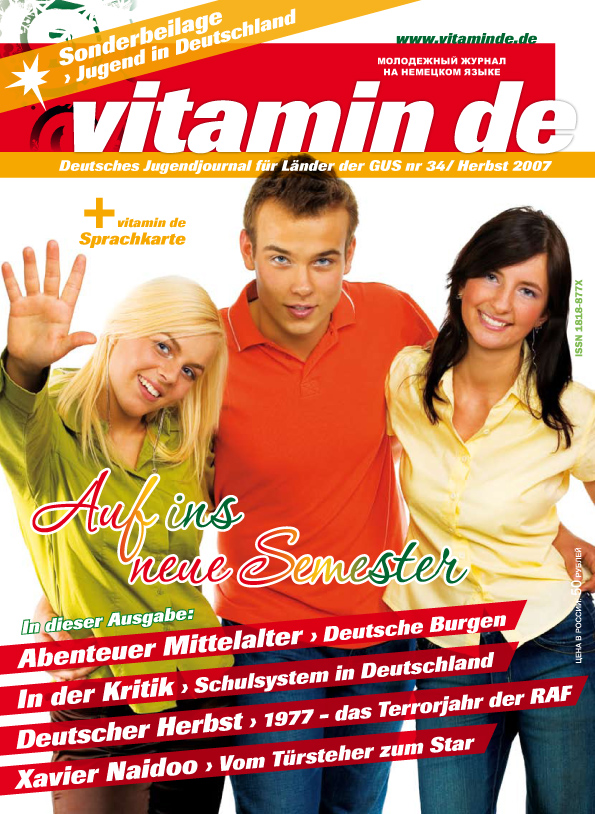 Sonderbeilage
› Jugend in Deutschland
www.vitaminde.de
МОЛОДЕЖНЫЙ ЖУРНАЛ
НА НЕМЕЦКОМ ЯЗЫКЕ
vitamin de
Deutsches Jugendjournal für Länder der GUS nr 34/ Herbst 2007
+ vitamin de
Sprachkarte
ISSN 1818-877X
Auf ins
neue Semester
ЦЕНА В РОССИИ: 50 РУБЛЕЙ
In dieser Ausgabe:
Abenteuer Mittelalter › Deutsche Burgen
In der Kritik › Schulsystem in Deutschland
Deutscher Herbst › 1977 – das Terrorjahr der RAF
Xavier Naidoo › Vom Türsteher zum Star